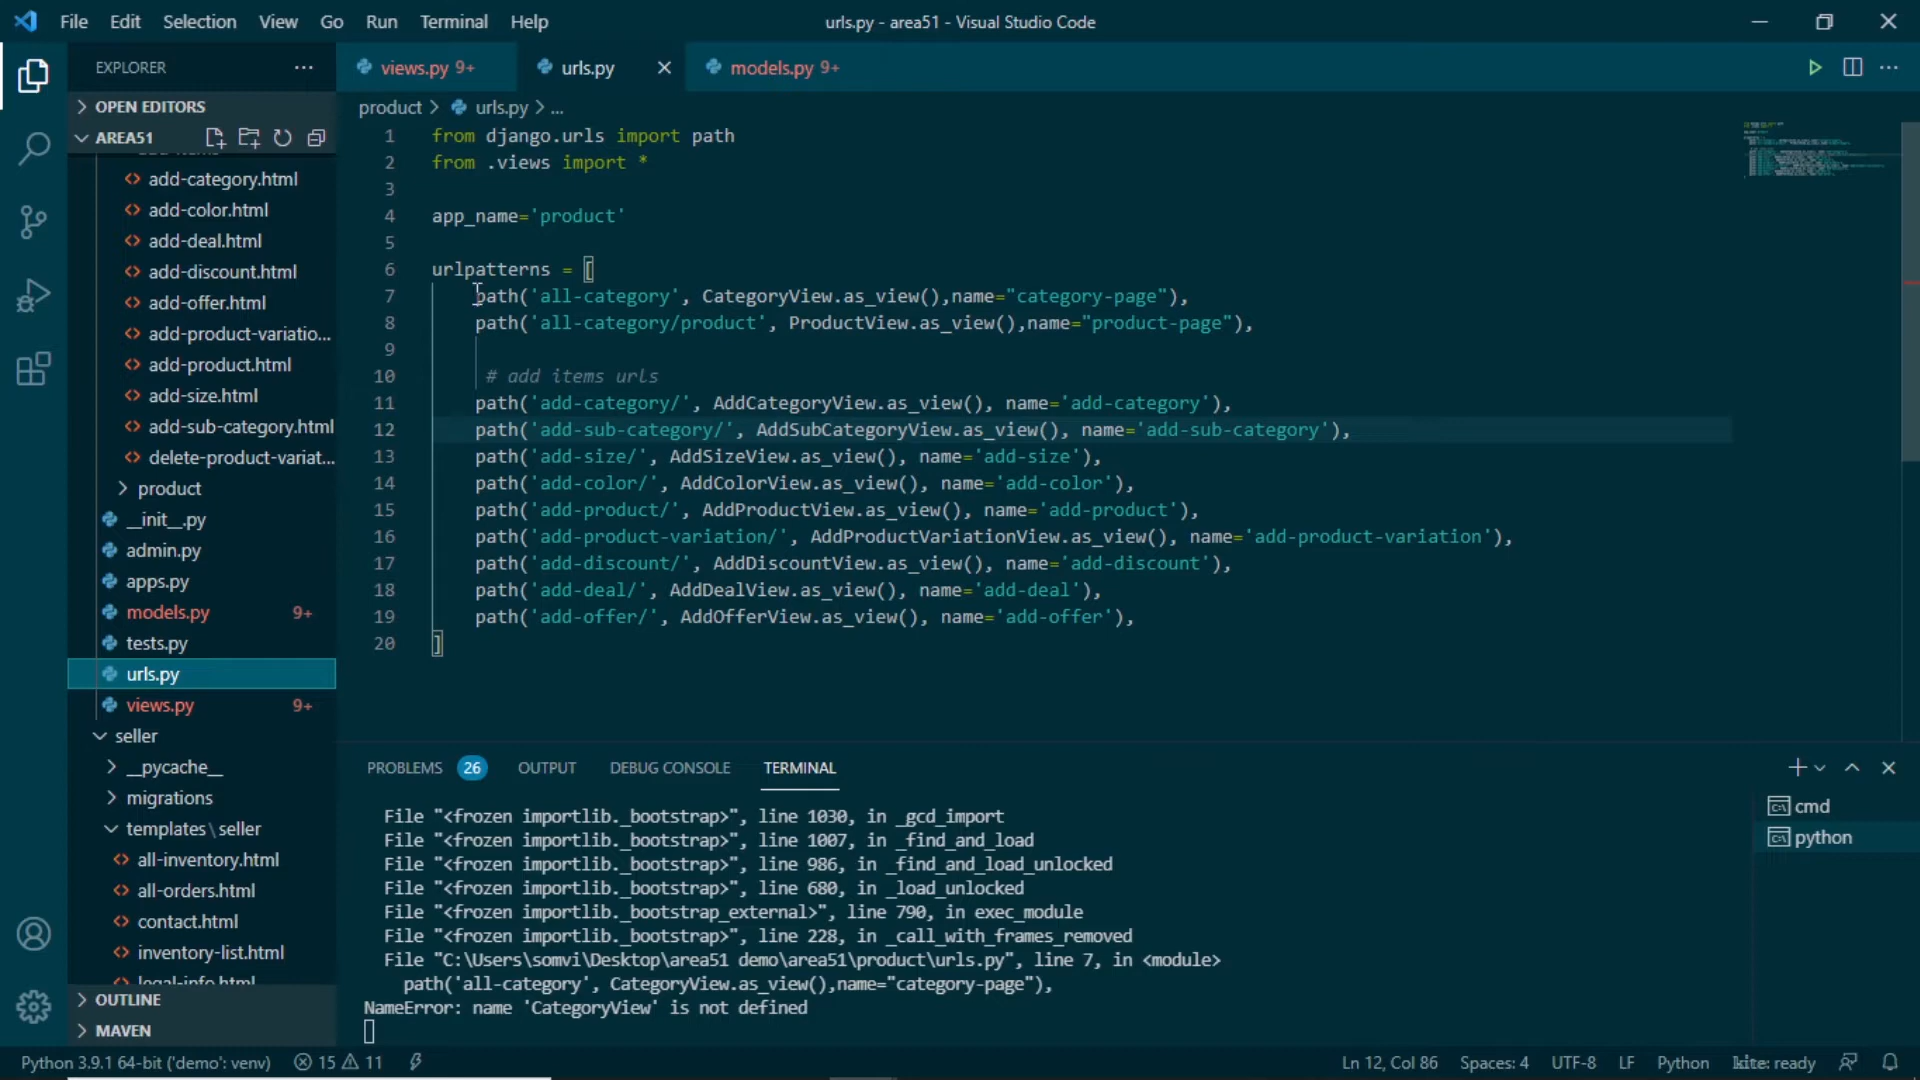 File Edit Selection View Go Run Terminal Help
urls.py - area51 - Visual Studio Code
EXPLORER
OPEN EDITORS
AREA51
add-category.html
add-color.html
add-deal.html
add-discount.html
add-offer.html
add-product-variatio...
add-product.html
add-size.html
add-sub-category.html
delete-product-variat...
product
__init__.py
admin.py
apps.py
models.py 9+
tests.py
urls.py
views.py 9+
seller
__pycache__
migrations
templates\seller
all-inventory.html
all-orders.html
contact.html
inventory-list.html
legal-info.html
OUTLINE
MAVEN
views.py 9+ urls.py models.py 9+
product > urls.py > ...
1 from django.urls import path
2 from .views import *
3
4 app_name='product'
5
6 urlpatterns = [
7 path('all-category', CategoryView.as_view(),name="category-page"),
8 path('all-category/product', ProductView.as_view(),name="product-page"),
9
10 # add items urls
11 path('add-category/', AddCategoryView.as_view(), name='add-category'),
12 path('add-sub-category/', AddSubCategoryView.as_view(), name='add-sub-category'),
13 path('add-size/', AddSizeView.as_view(), name='add-size'),
14 path('add-color/', AddColorView.as_view(), name='add-color'),
15 path('add-product/', AddProductView.as_view(), name='add-product'),
16 path('add-product-variation/', AddProductVariationView.as_view(), name='add-product-variation'),
17 path('add-discount/', AddDiscountView.as_view(), name='add-discount'),
18 path('add-deal/', AddDealView.as_view(), name='add-deal'),
19 path('add-offer/', AddOfferView.as_view(), name='add-offer'),
20 ]
PROBLEMS 26 OUTPUT DEBUG CONSOLE TERMINAL
File "<frozen importlib._bootstrap>", line 1030, in _gcd_import
File "<frozen importlib._bootstrap>", line 1007, in _find_and_load
File "<frozen importlib._bootstrap>", line 986, in _find_and_load_unlocked
File "<frozen importlib._bootstrap>", line 680, in _load_unlocked
File "<frozen importlib._bootstrap_external>", line 790, in exec_module
File "<frozen importlib._bootstrap>", line 228, in _call_with_frames_removed
File "C:\Users\somvi\Desktop\area51 demo\area51\product\urls.py", line 7, in <module>
path('all-category', CategoryView.as_view(),name="category-page"),
NameError: name 'CategoryView' is not defined
cmd
python
Python 3.9.1 64-bit ('demo': venv) 15 11
Ln 12, Col 86 Spaces: 4 UTF-8 LF Python kite: ready